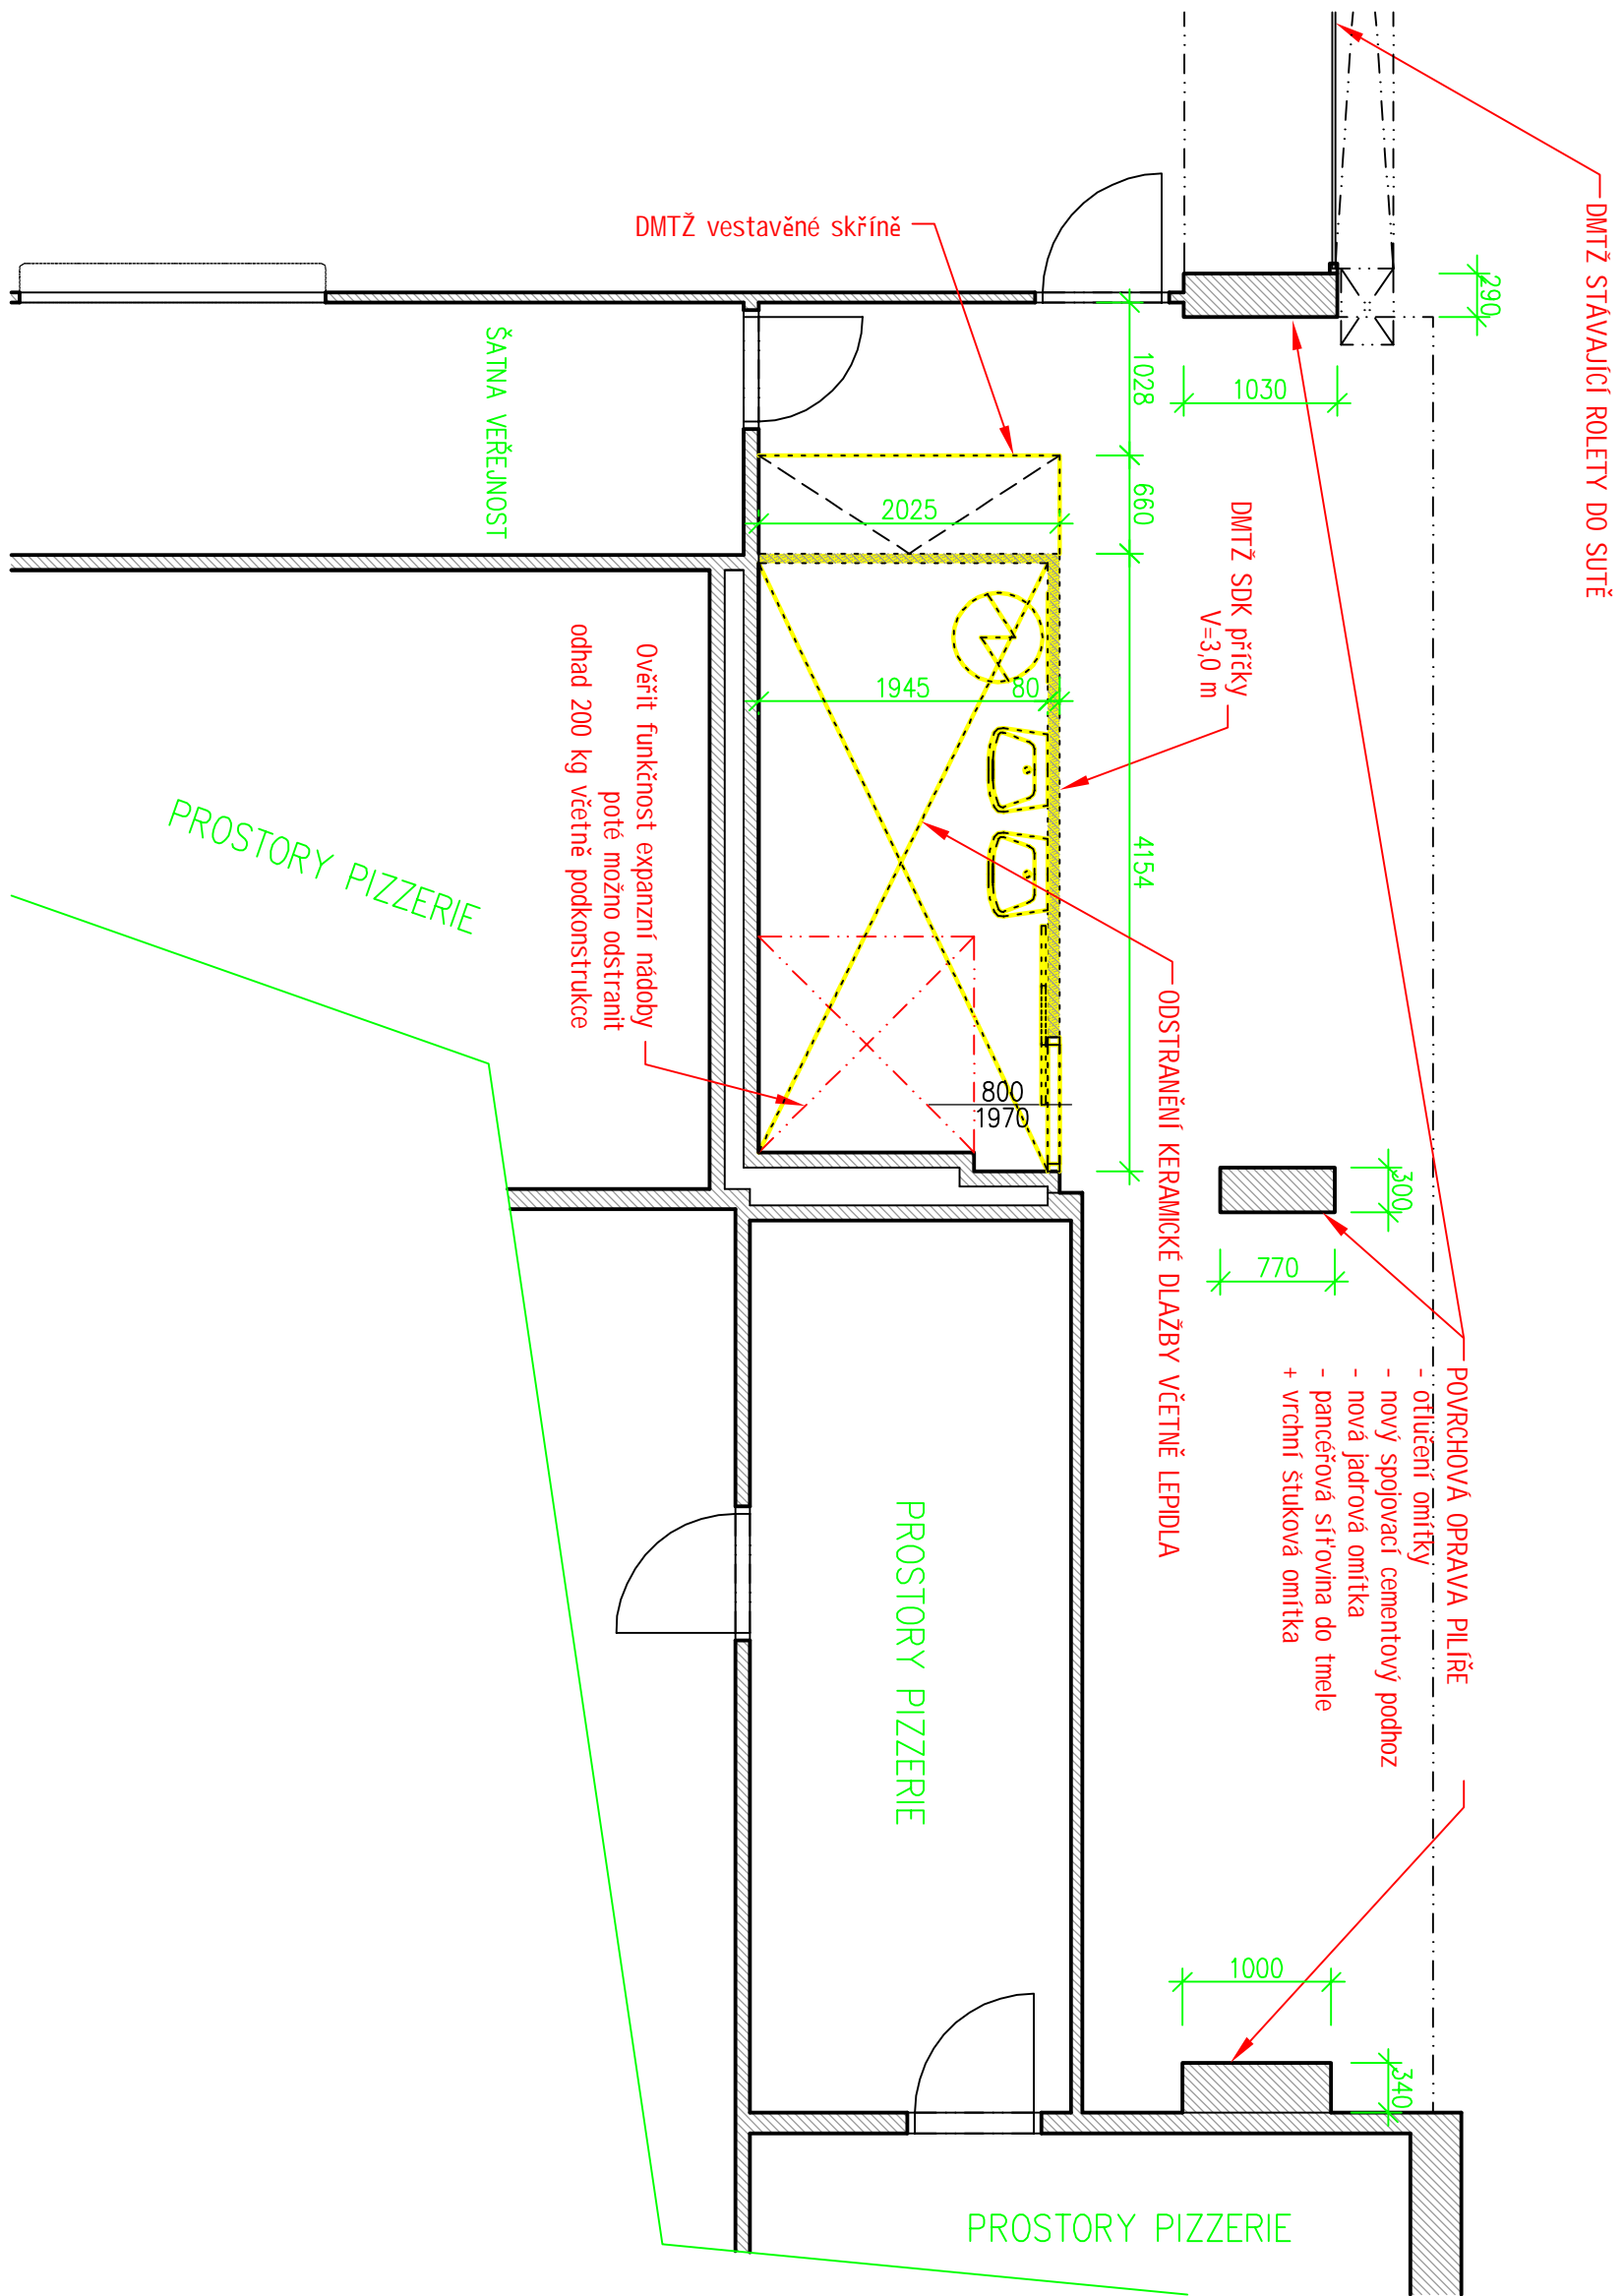 DMTŽ STÁVAJÍCÍ ROLETY DO SUTĚ
290
DMTŽ vestavěné skříně
1030
1028
ŠATNA VEŘEJNOST
660
2025
DMTŽ SDK příčky
V=3,0 m
1945
80
4154
Ověřit funkčnost expanzní nádoby
poté možno odstranit
odhad 200 kg včetně podkonstrukce
PROSTORY PIZZERIE
800
1970
ODSTRANĚNÍ KERAMICKÉ DLAŽBY VČETNĚ LEPIDLA
300
770
POVRCHOVÁ OPRAVA PILÍŘE
- otlučení omítky
- nový spojovací cementový podhoz
- nová jadrová omítka
- pancéřová síťovina do tmele
+ vrchní štuková omítka
PROSTORY PIZZERIE
1000
340
PROSTORY PIZZERIE